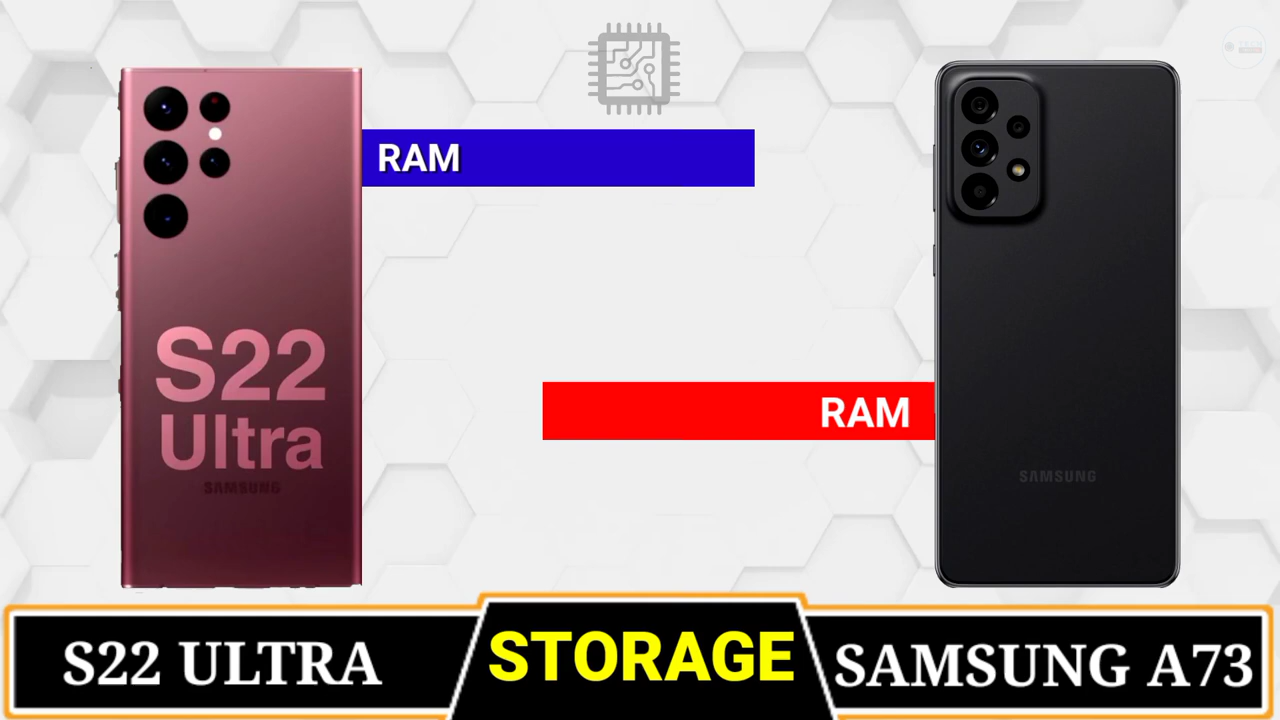 RAM
S22
Ultra
SAMSUNG
RAM
SAMSUNG
S22 ULTRA
STORAGE
SAMSUNG A73